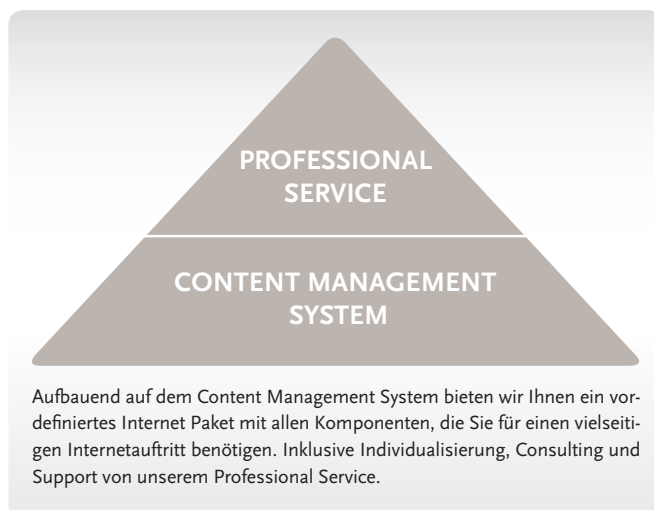 PROFESSIONAL
SERVICE
CONTENT MANAGEMENT
SYSTEM
Aufbauend auf dem Content Management System bieten wir Ihnen ein vor-
definiertes Internet Paket mit allen Komponenten, die Sie für einen vielseiti-
gen Internetauftritt benötigen. Inklusive Individualisierung, Consulting und
Support von unserem Professional Service.